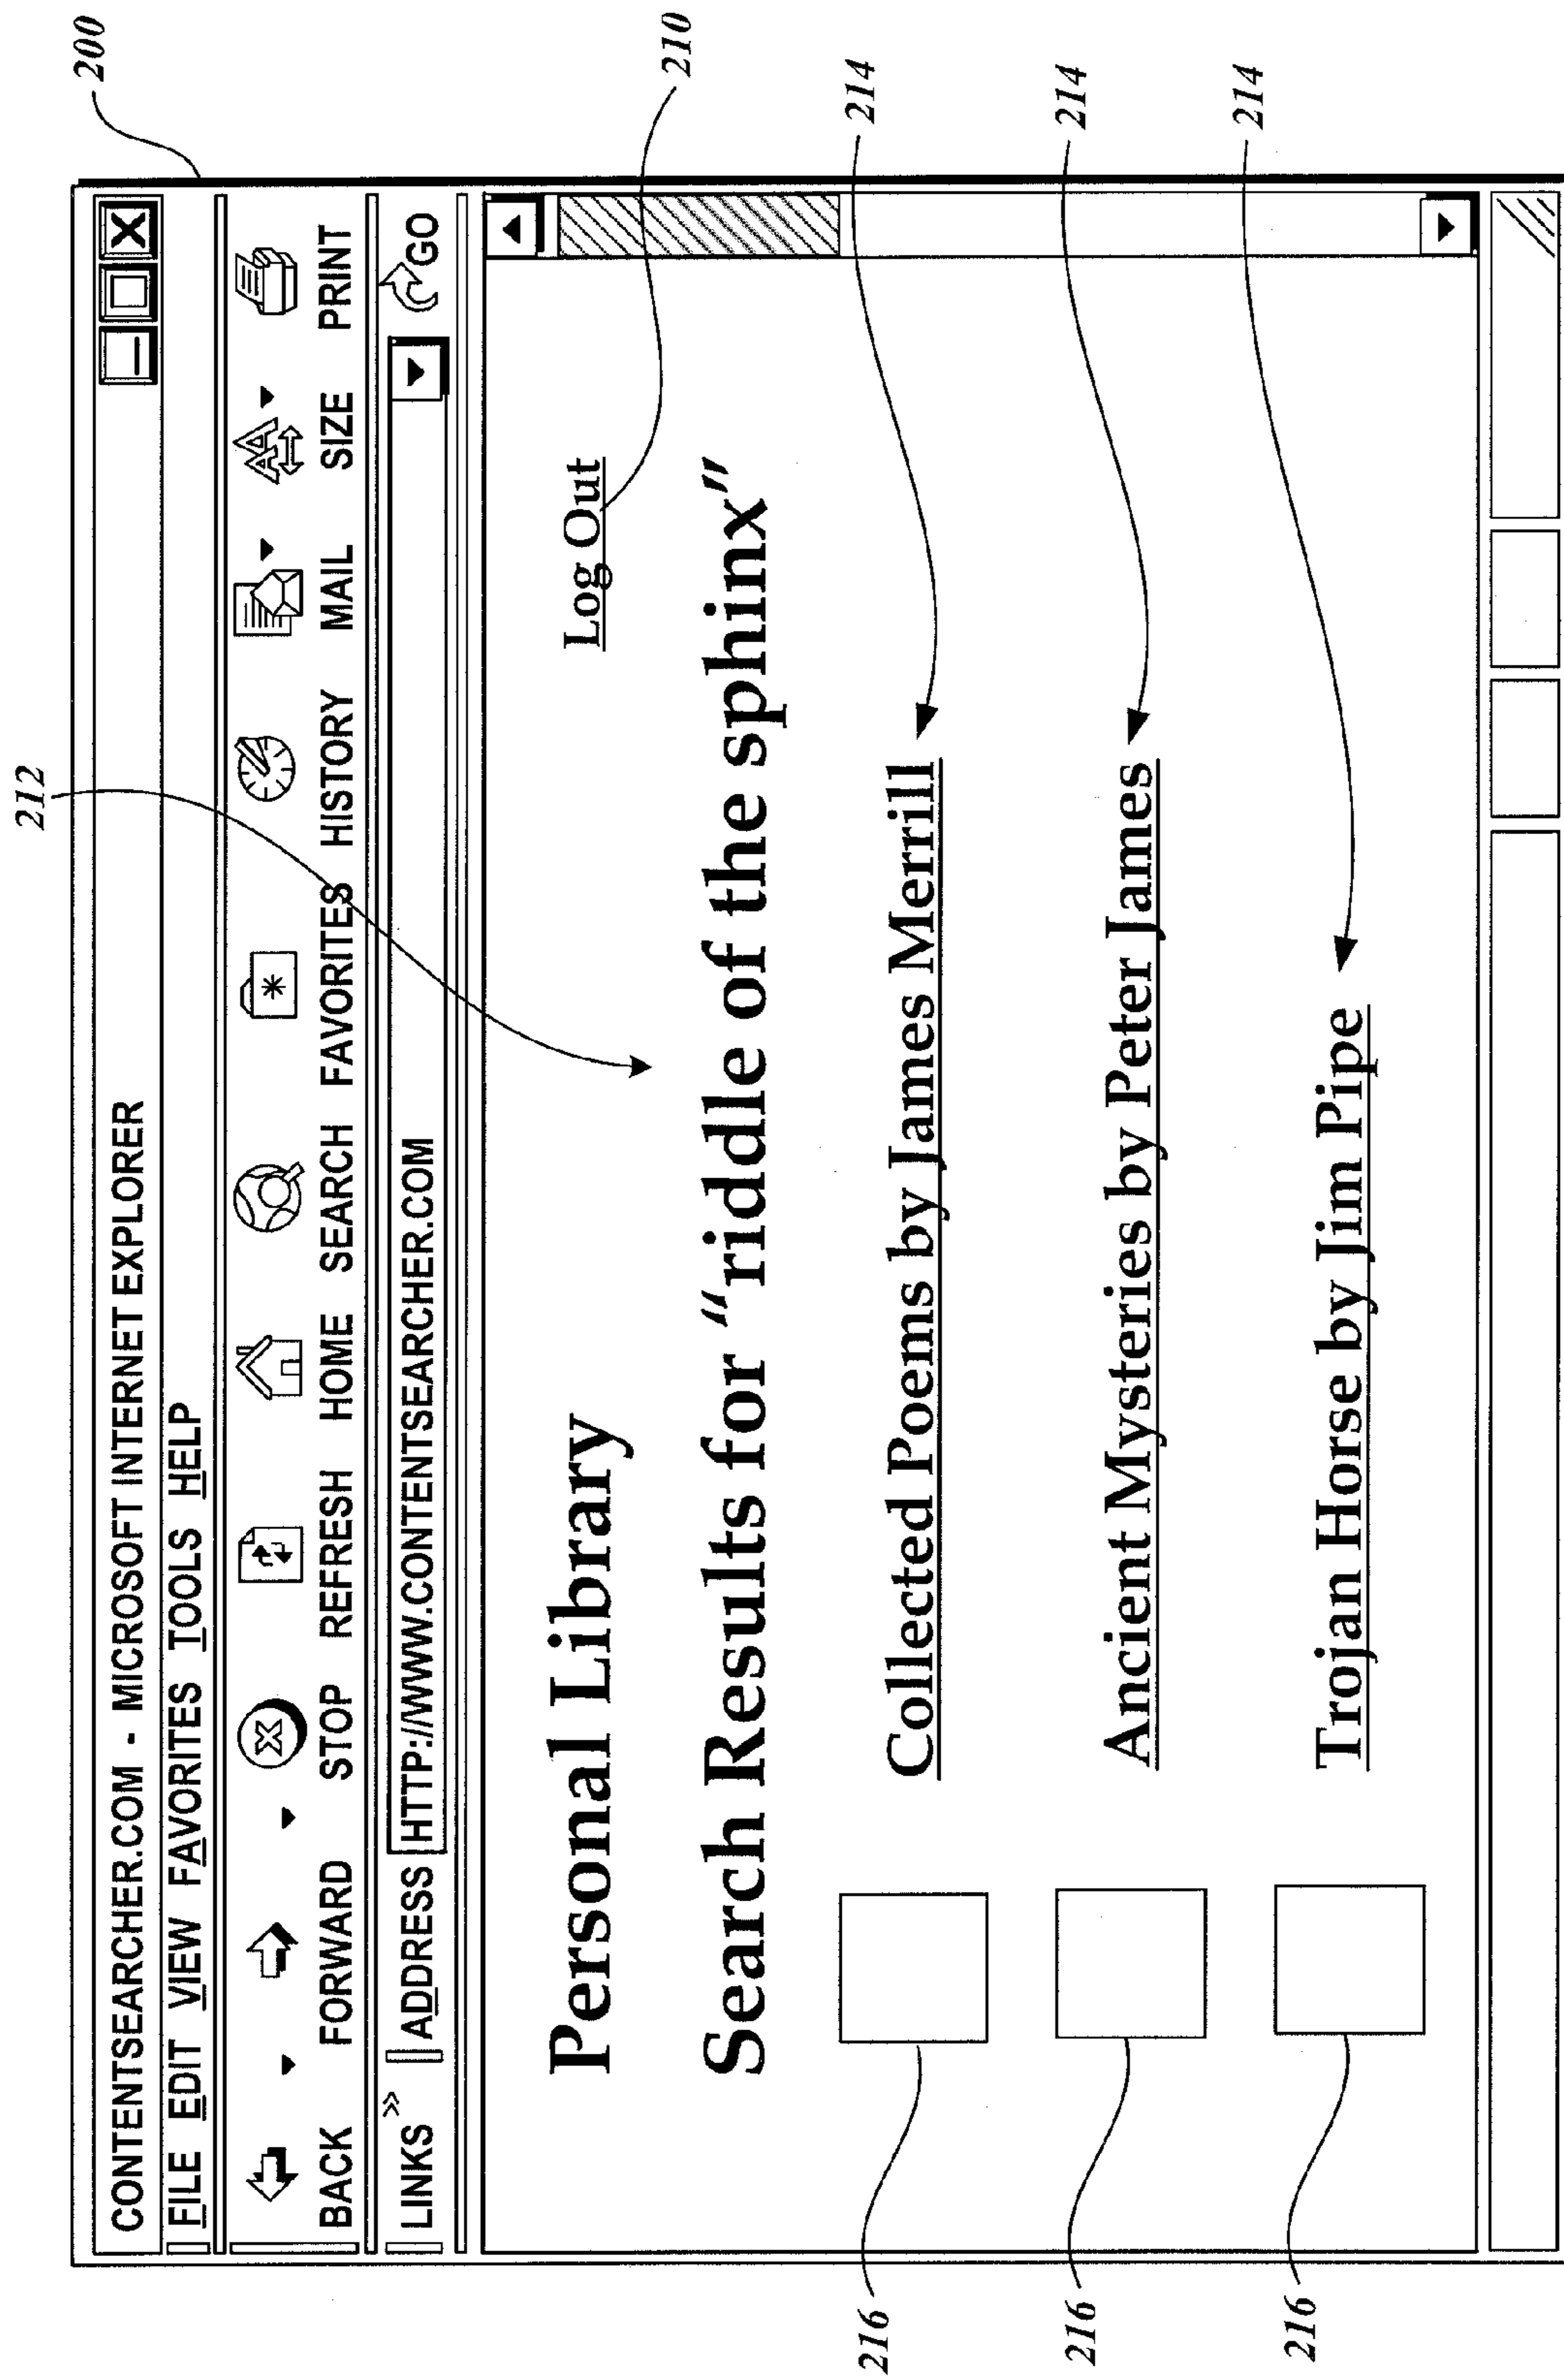 200
212
CONTENTSEARCHER.COM - MICROSOFT INTERNET EXPLORER
FILE EDIT VIEW FAVORITES TOOLS HELP
BACK FORWARD STOP REFRESH HOME SEARCH FAVORITES HISTORY MAIL SIZE PRINT
LINKS » ADDRESS HTTP://WWW.CONTENTSEARCHER.COM GO
Personal Library
Log Out
210
Search Results for “riddle of the sphinx”
216
Collected Poems by James Merrill
214
216
Ancient Mysteries by Peter James
214
216
Trojan Horse by Jim Pipe
214